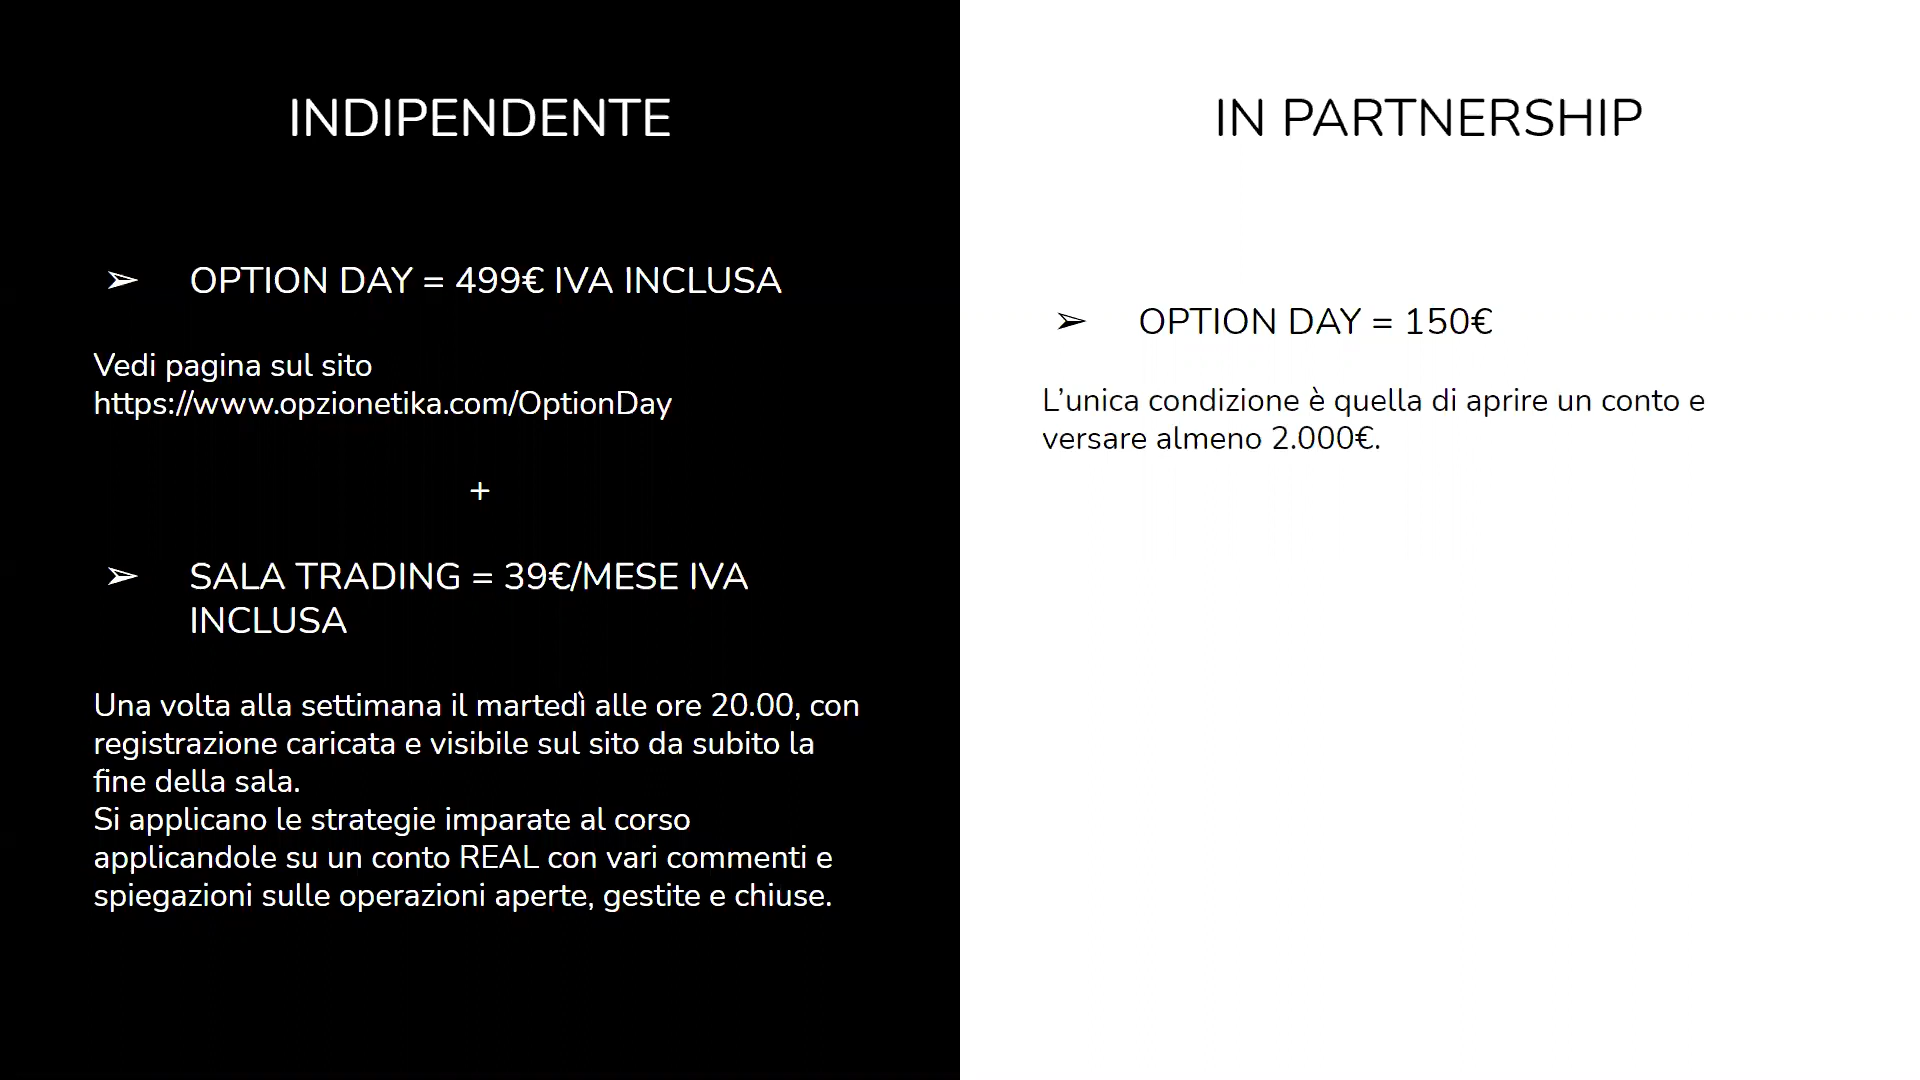 INDIPENDENTE
➢ OPTION DAY = 499€ IVA INCLUSA
Vedi pagina sul sito
https://www.opzionetika.com/OptionDay
+
➢ SALA TRADING = 39€/MESE IVA
INCLUSA
Una volta alla settimana il martedì alle ore 20.00, con
registrazione caricata e visibile sul sito da subito la
fine della sala.
Si applicano le strategie imparate al corso
applicandole su un conto REAL con vari commenti e
spiegazioni sulle operazioni aperte, gestite e chiuse.
IN PARTNERSHIP
➢ OPTION DAY = 150€
L’unica condizione è quella di aprire un conto e
versare almeno 2.000€.